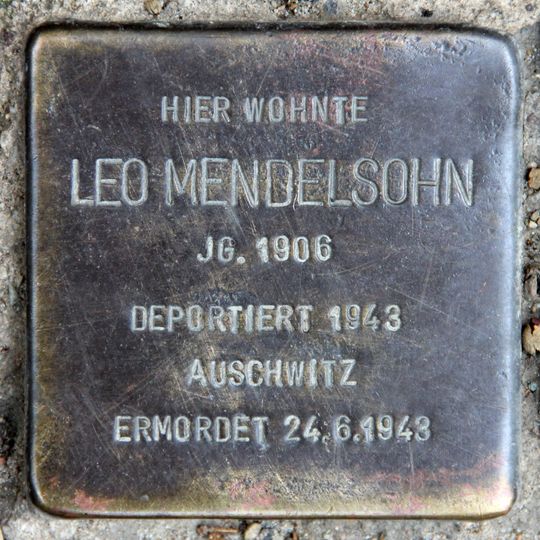 HIER WOHNTE
LEO MENDELSOHN
JG. 1906
DEPORTIERT 1943
AUSCHWITZ
ERMORDET 24.6.1943